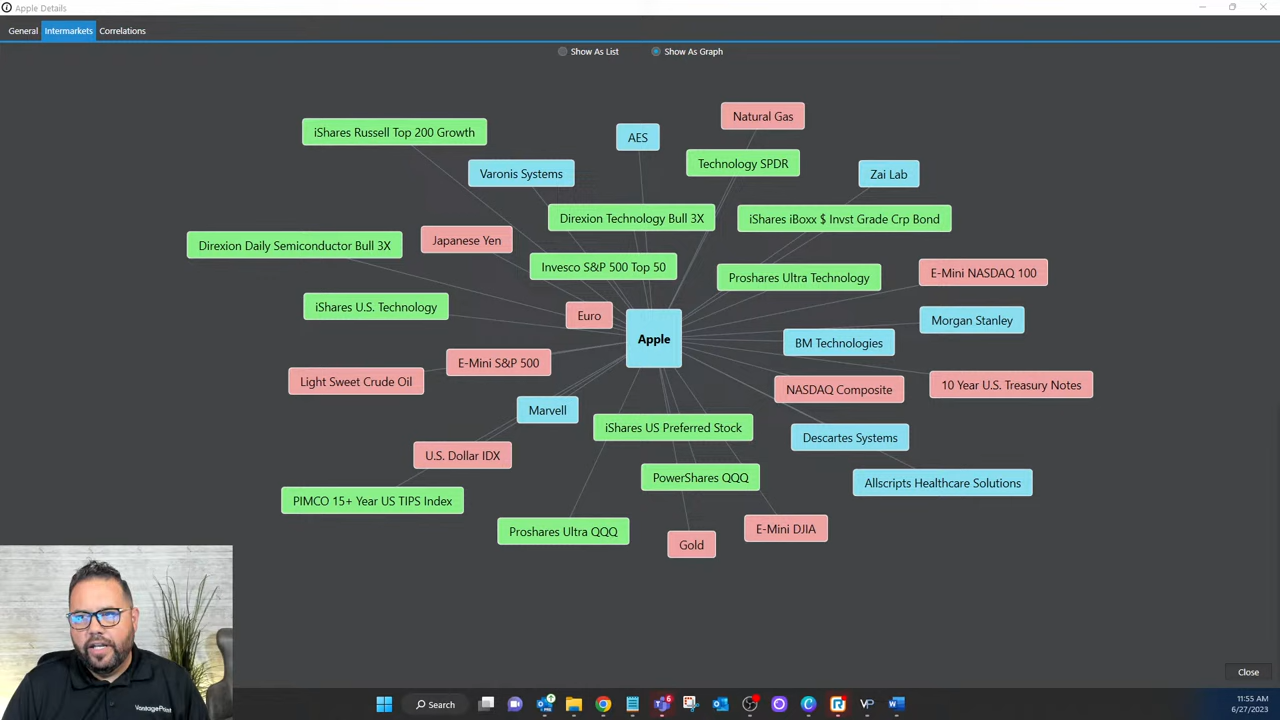 Apple Details
General Intermarkets Correlations
Show As List Show As Graph
Natural Gas
iShares Russell Top 200 Growth
AES
Technology SPDR
Varonis Systems
Zai Lab
Direxion Technology Bull 3X
iShares iBoxx $ Invst Grade Crp Bond
Japanese Yen
Direxion Daily Semiconductor Bull 3X
Invesco S&P 500 Top 50
Proshares Ultra Technology
E-Mini NASDAQ 100
iShares U.S. Technology
Euro
Morgan Stanley
Apple
BM Technologies
E-Mini S&P 500
Light Sweet Crude Oil
NASDAQ Composite
10 Year U.S. Treasury Notes
Marvell
iShares US Preferred Stock
Descartes Systems
U.S. Dollar IDX
PowerShares QQQ
Allscripts Healthcare Solutions
PIMCO 15+ Year US TIPS Index
Proshares Ultra QQQ
Gold
E-Mini DJIA
VantagePoint
Close
Search
6
VP
11:55 AM
6/27/2023